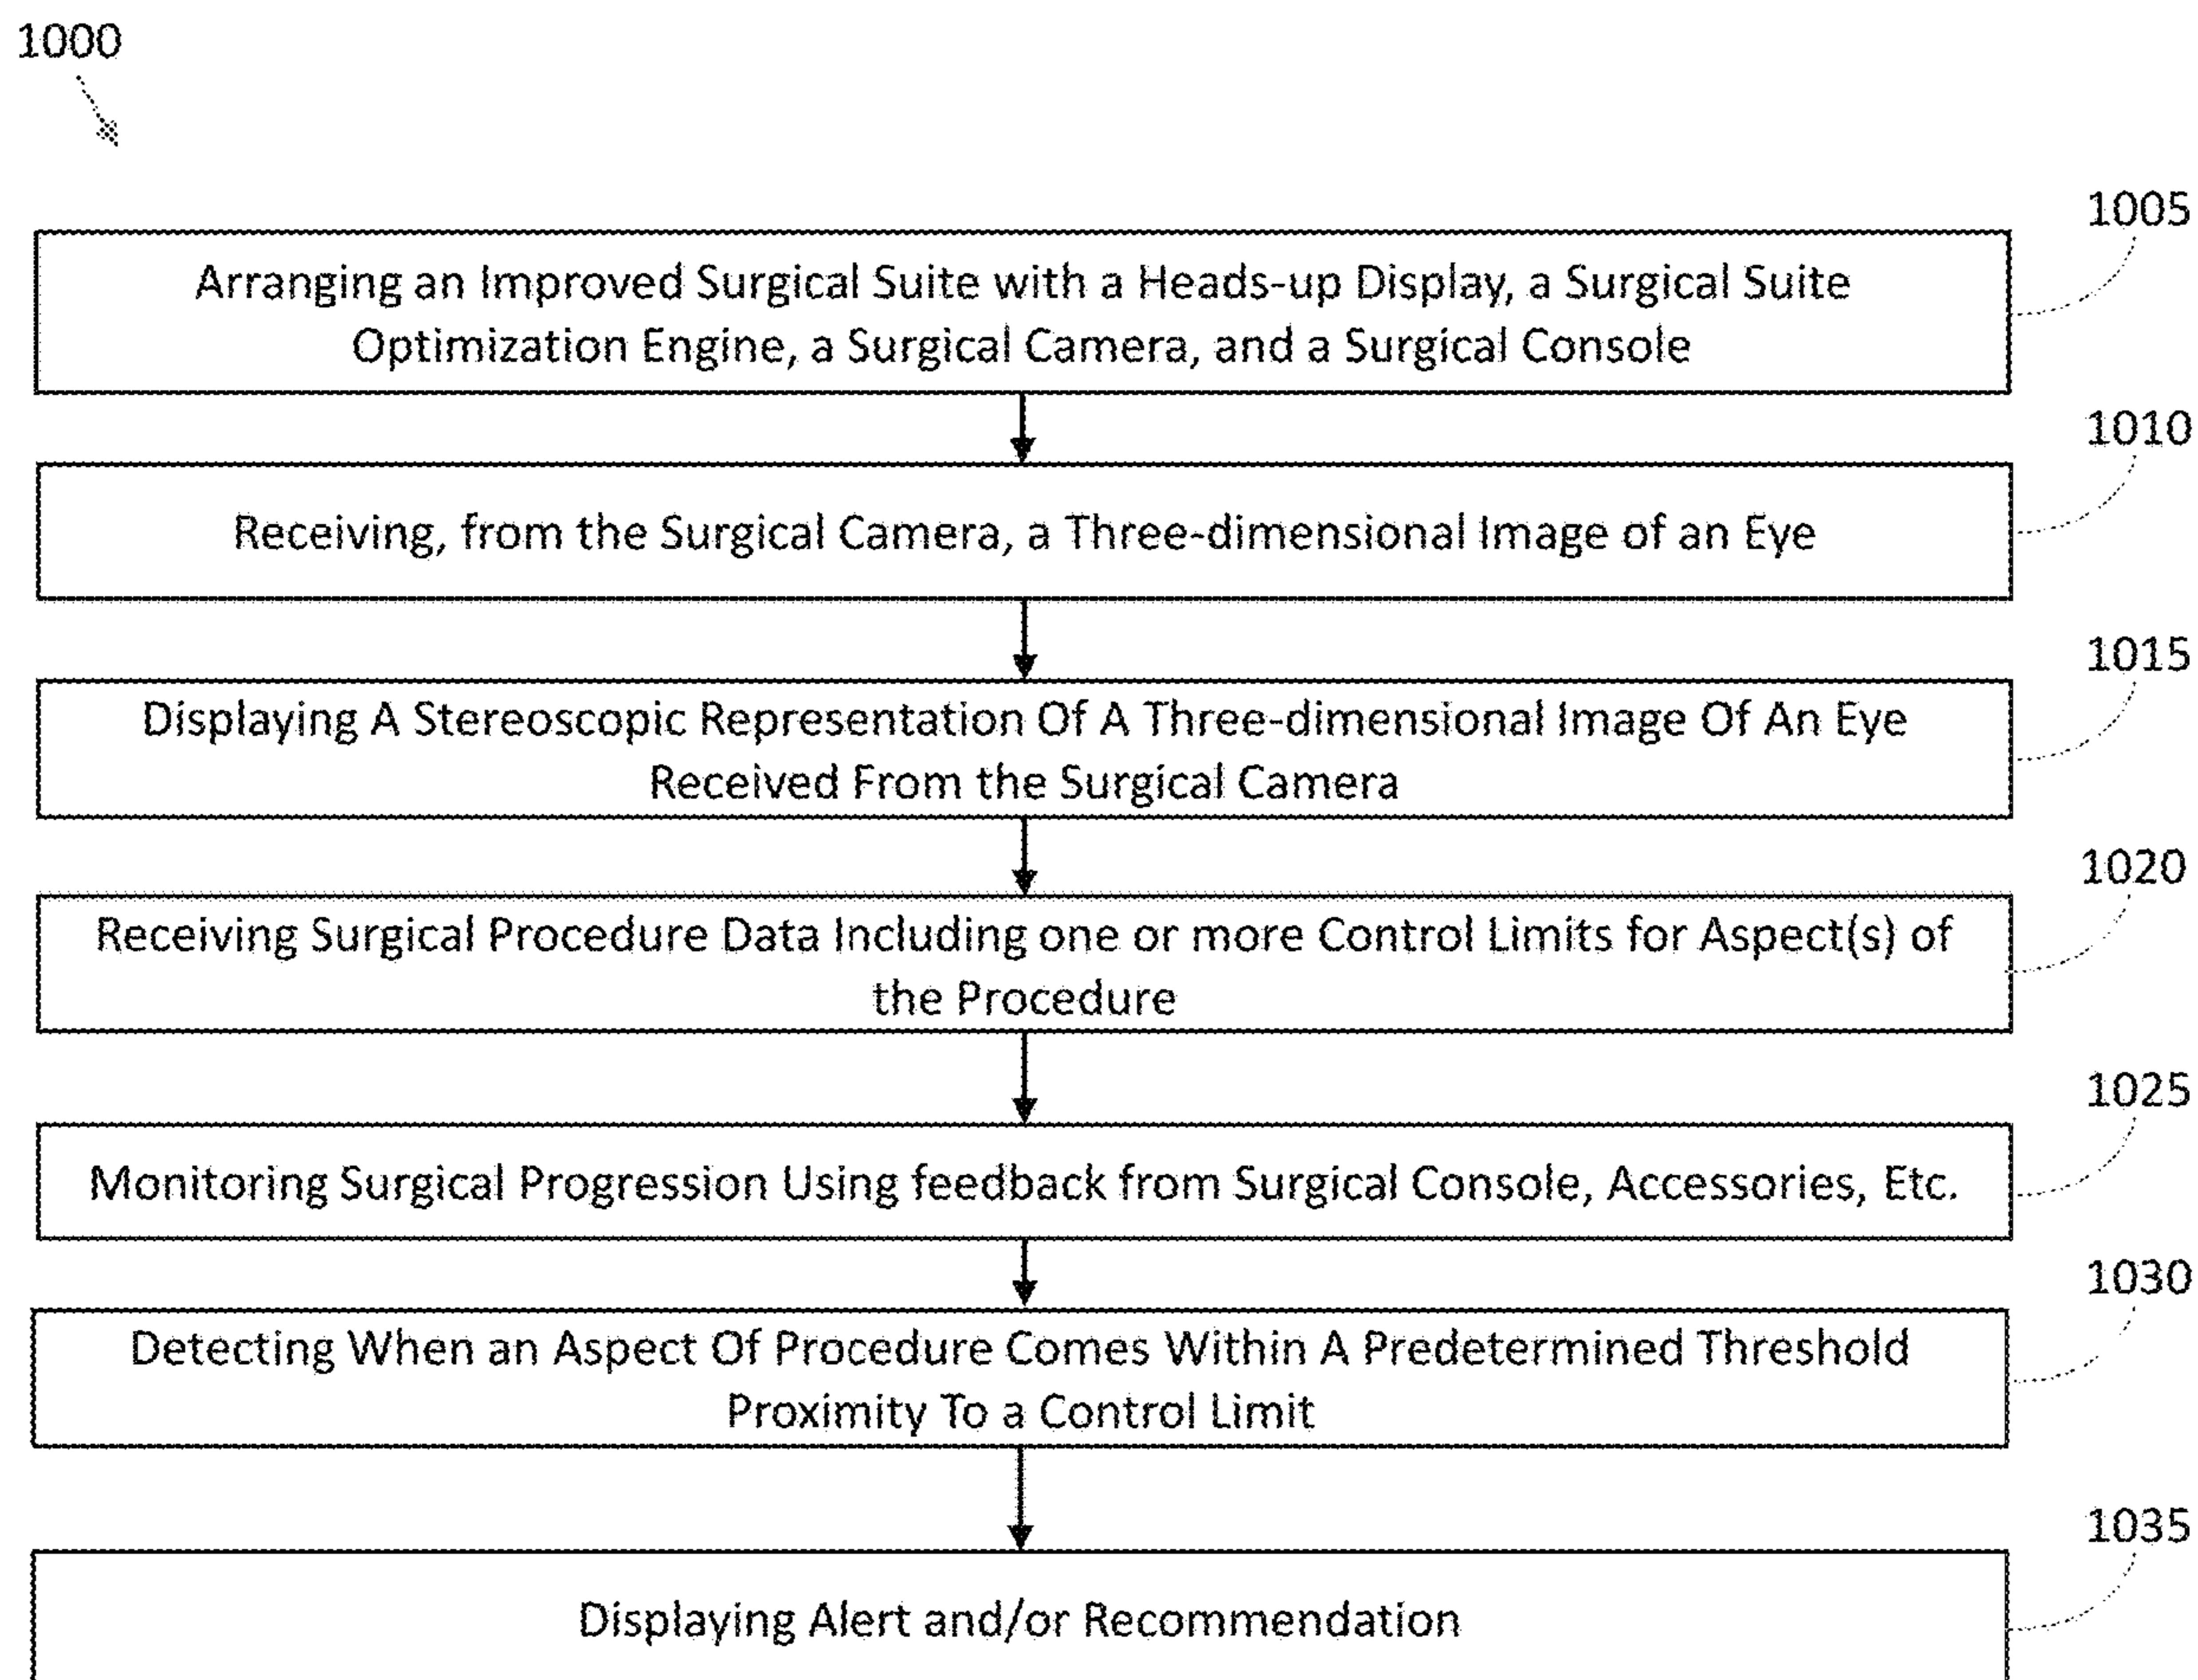 1000
1005
Arranging an Improved Surgical Suite with a Heads-up Display, a Surgical Suite
Optimization Engine, a Surgical Camera, and a Surgical Console
1010
Receiving, from the Surgical Camera, a Three-dimensional Image of an Eye
1015
Displaying A Stereoscopic Representation Of A Three-dimensional Image Of An Eye
Received From the Surgical Camera
1020
Receiving Surgical Procedure Data Including one or more Control Limits for Aspect(s) of
the Procedure
1025
Monitoring Surgical Progression Using feedback from Surgical Console, Accessories, Etc.
1030
Detecting When an Aspect Of Procedure Comes Within A Predetermined Threshold
Proximity To a Control Limit
1035
Displaying Alert and/or Recommendation